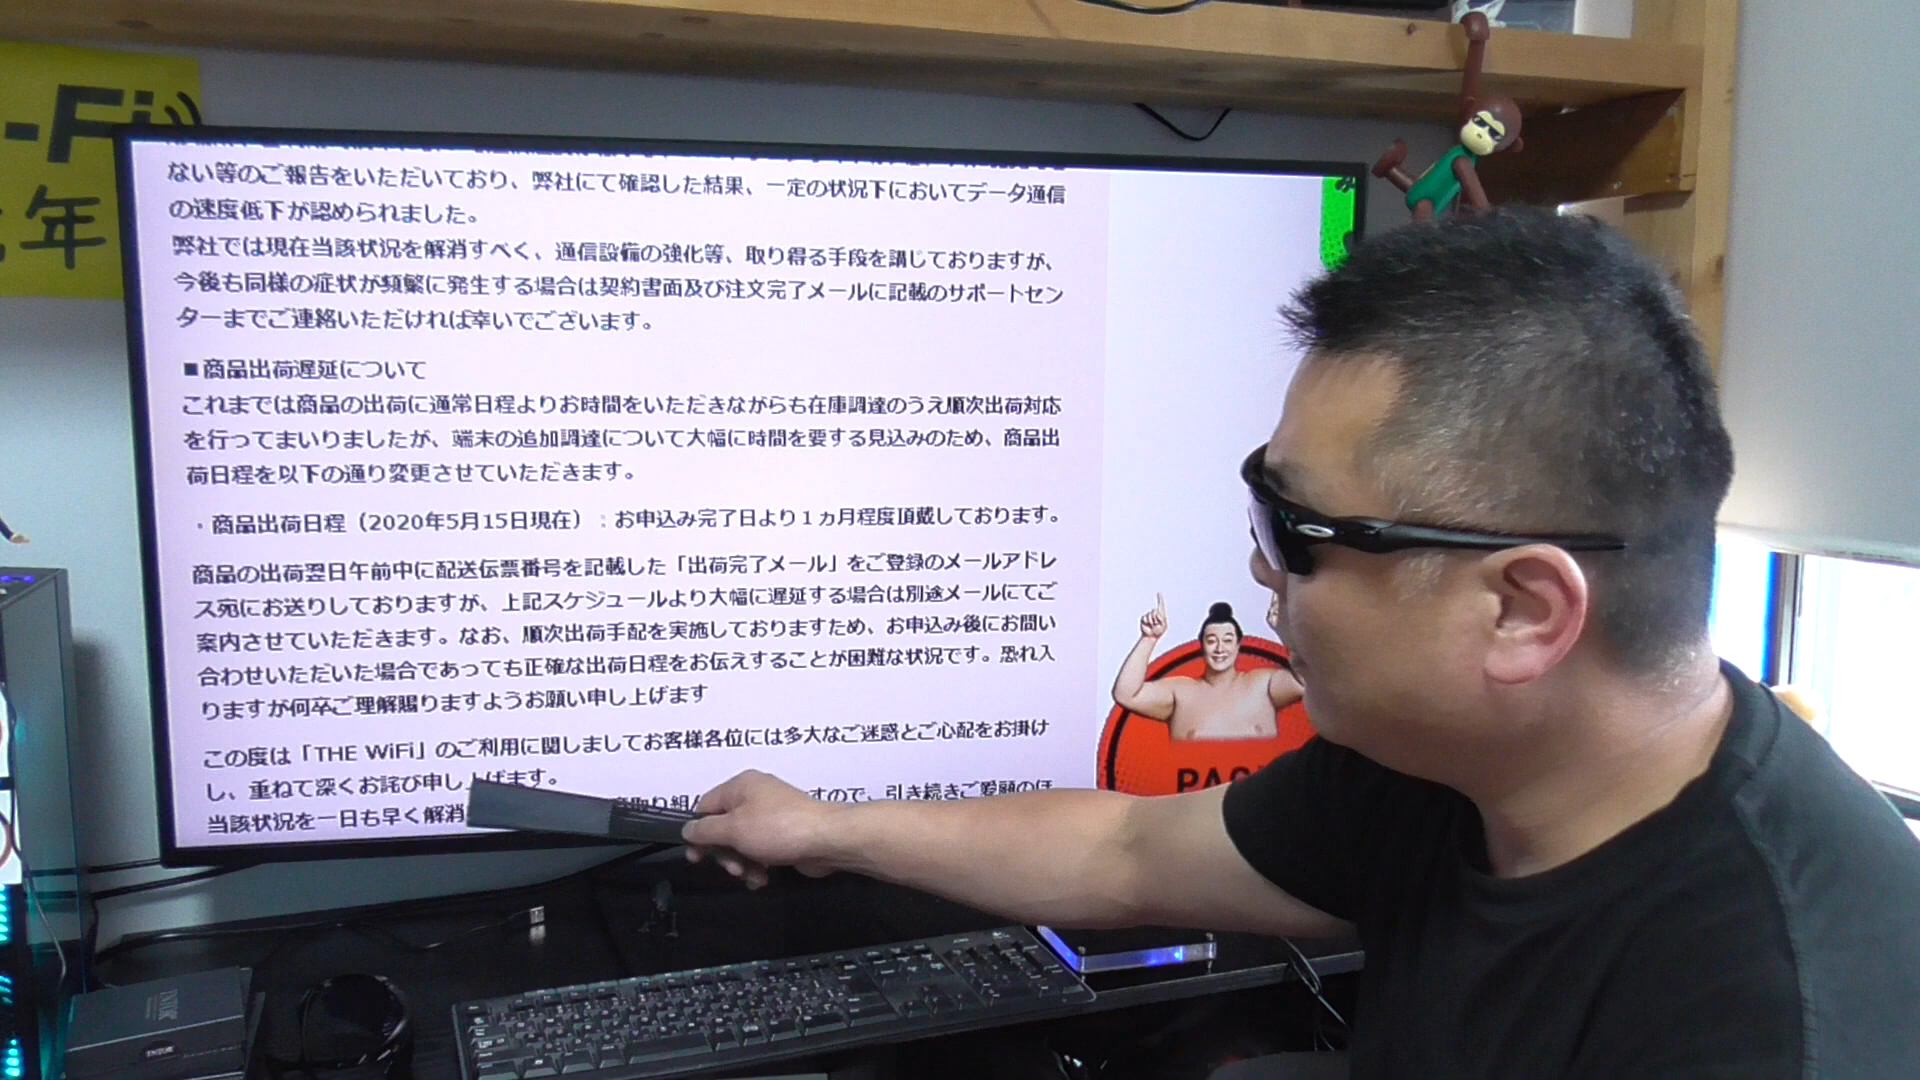 -Fi
年
ない等のご報告をいただいており、弊社にて確認した結果、一定の状況下においてデータ通信
の速度低下が認められました。
弊社では現在当該状況を解消すべく、通信設備の強化等、取り得る手段を講じておりますが、
今後も同様の症状が頻繁に発生する場合は契約書面及び注文完了メールに記載のサポートセン
ターまでご連絡いただければ幸いでございます。
■商品出荷遅延について
これまでは商品の出荷に通常日程よりお時間をいただきながらも在庫調達のうえ順次出荷対応
を行ってまいりましたが、端末の追加調達について大幅に時間を要する見込みのため、商品出
荷日程を以下の通り変更させていただきます。
・商品出荷日程（2020年5月15日現在）：お申込み完了日より１ヵ月程度頂戴しております。
商品の出荷翌日午前中に配送伝票番号を記載した「出荷完了メール」をご登録のメールアドレ
ス宛にお送りしておりますが、上記スケジュールより大幅に遅延する場合は別途メールにてご
案内させていただきます。なお、順次出荷手配を実施しておりますため、お申込み後にお問い
合わせいただいた場合であっても正確な出荷日程をお伝えすることが困難な状況です。恐れ入
りますが何卒ご理解賜りますようお願い申し上げます
この度は「THE WiFi」のご利用に関しましてお客様各位には多大なご迷惑とご心配をお掛け
し、重ねて深くお詫び申し上げます。
当該状況を一日も早く解消 取り組 すので、引き続きご愛顧のほ
PAG